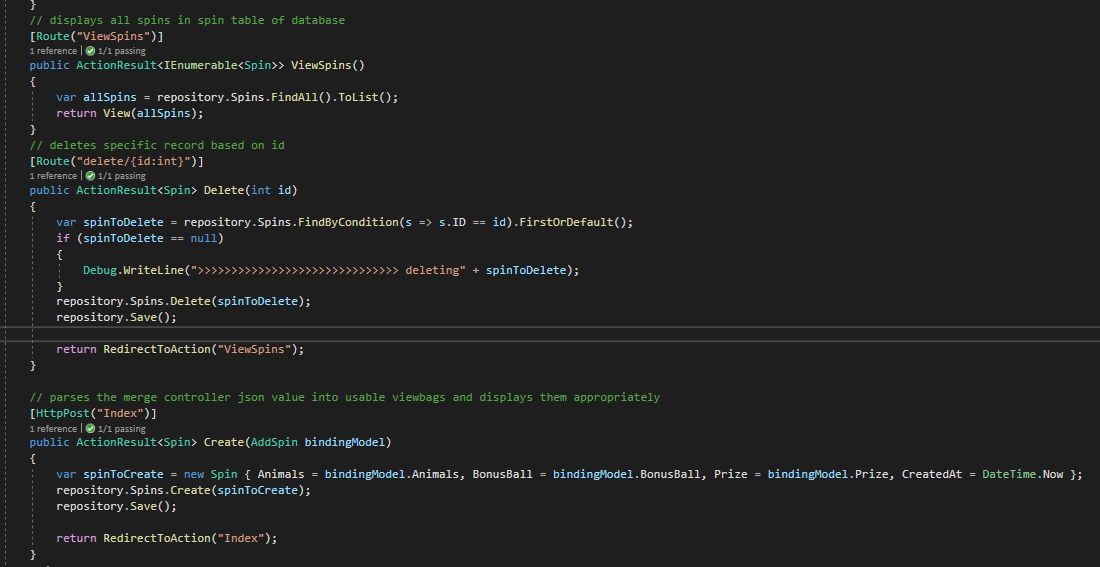 }
// displays all spins in spin table of database
[Route("ViewSpins")]
1 reference | 1/1 passing
public ActionResult<IEnumerable<Spin>> ViewSpins()
{
var allSpins = repository.Spins.FindAll().ToList();
return View(allSpins);
}
// deletes specific record based on id
[Route("delete/{id:int}")]
1 reference | 1/1 passing
public ActionResult<Spin> Delete(int id)
{
var spinToDelete = repository.Spins.FindByCondition(s => s.ID == id).FirstOrDefault();
if (spinToDelete == null)
{
Debug.WriteLine(">>>>>>>>>>>>>>>>>>>>>>>>>>>>>> deleting" + spinToDelete);
}
repository.Spins.Delete(spinToDelete);
repository.Save();
return RedirectToAction("ViewSpins");
}
// parses the merge controller json value into usable viewbags and displays them appropriately
[HttpPost("Index")]
1 reference | 1/1 passing
public ActionResult<Spin> Create(AddSpin bindingModel)
{
var spinToCreate = new Spin { Animals = bindingModel.Animals, BonusBall = bindingModel.BonusBall, Prize = bindingModel.Prize, CreatedAt = DateTime.Now };
repository.Spins.Create(spinToCreate);
repository.Save();
return RedirectToAction("Index");
}